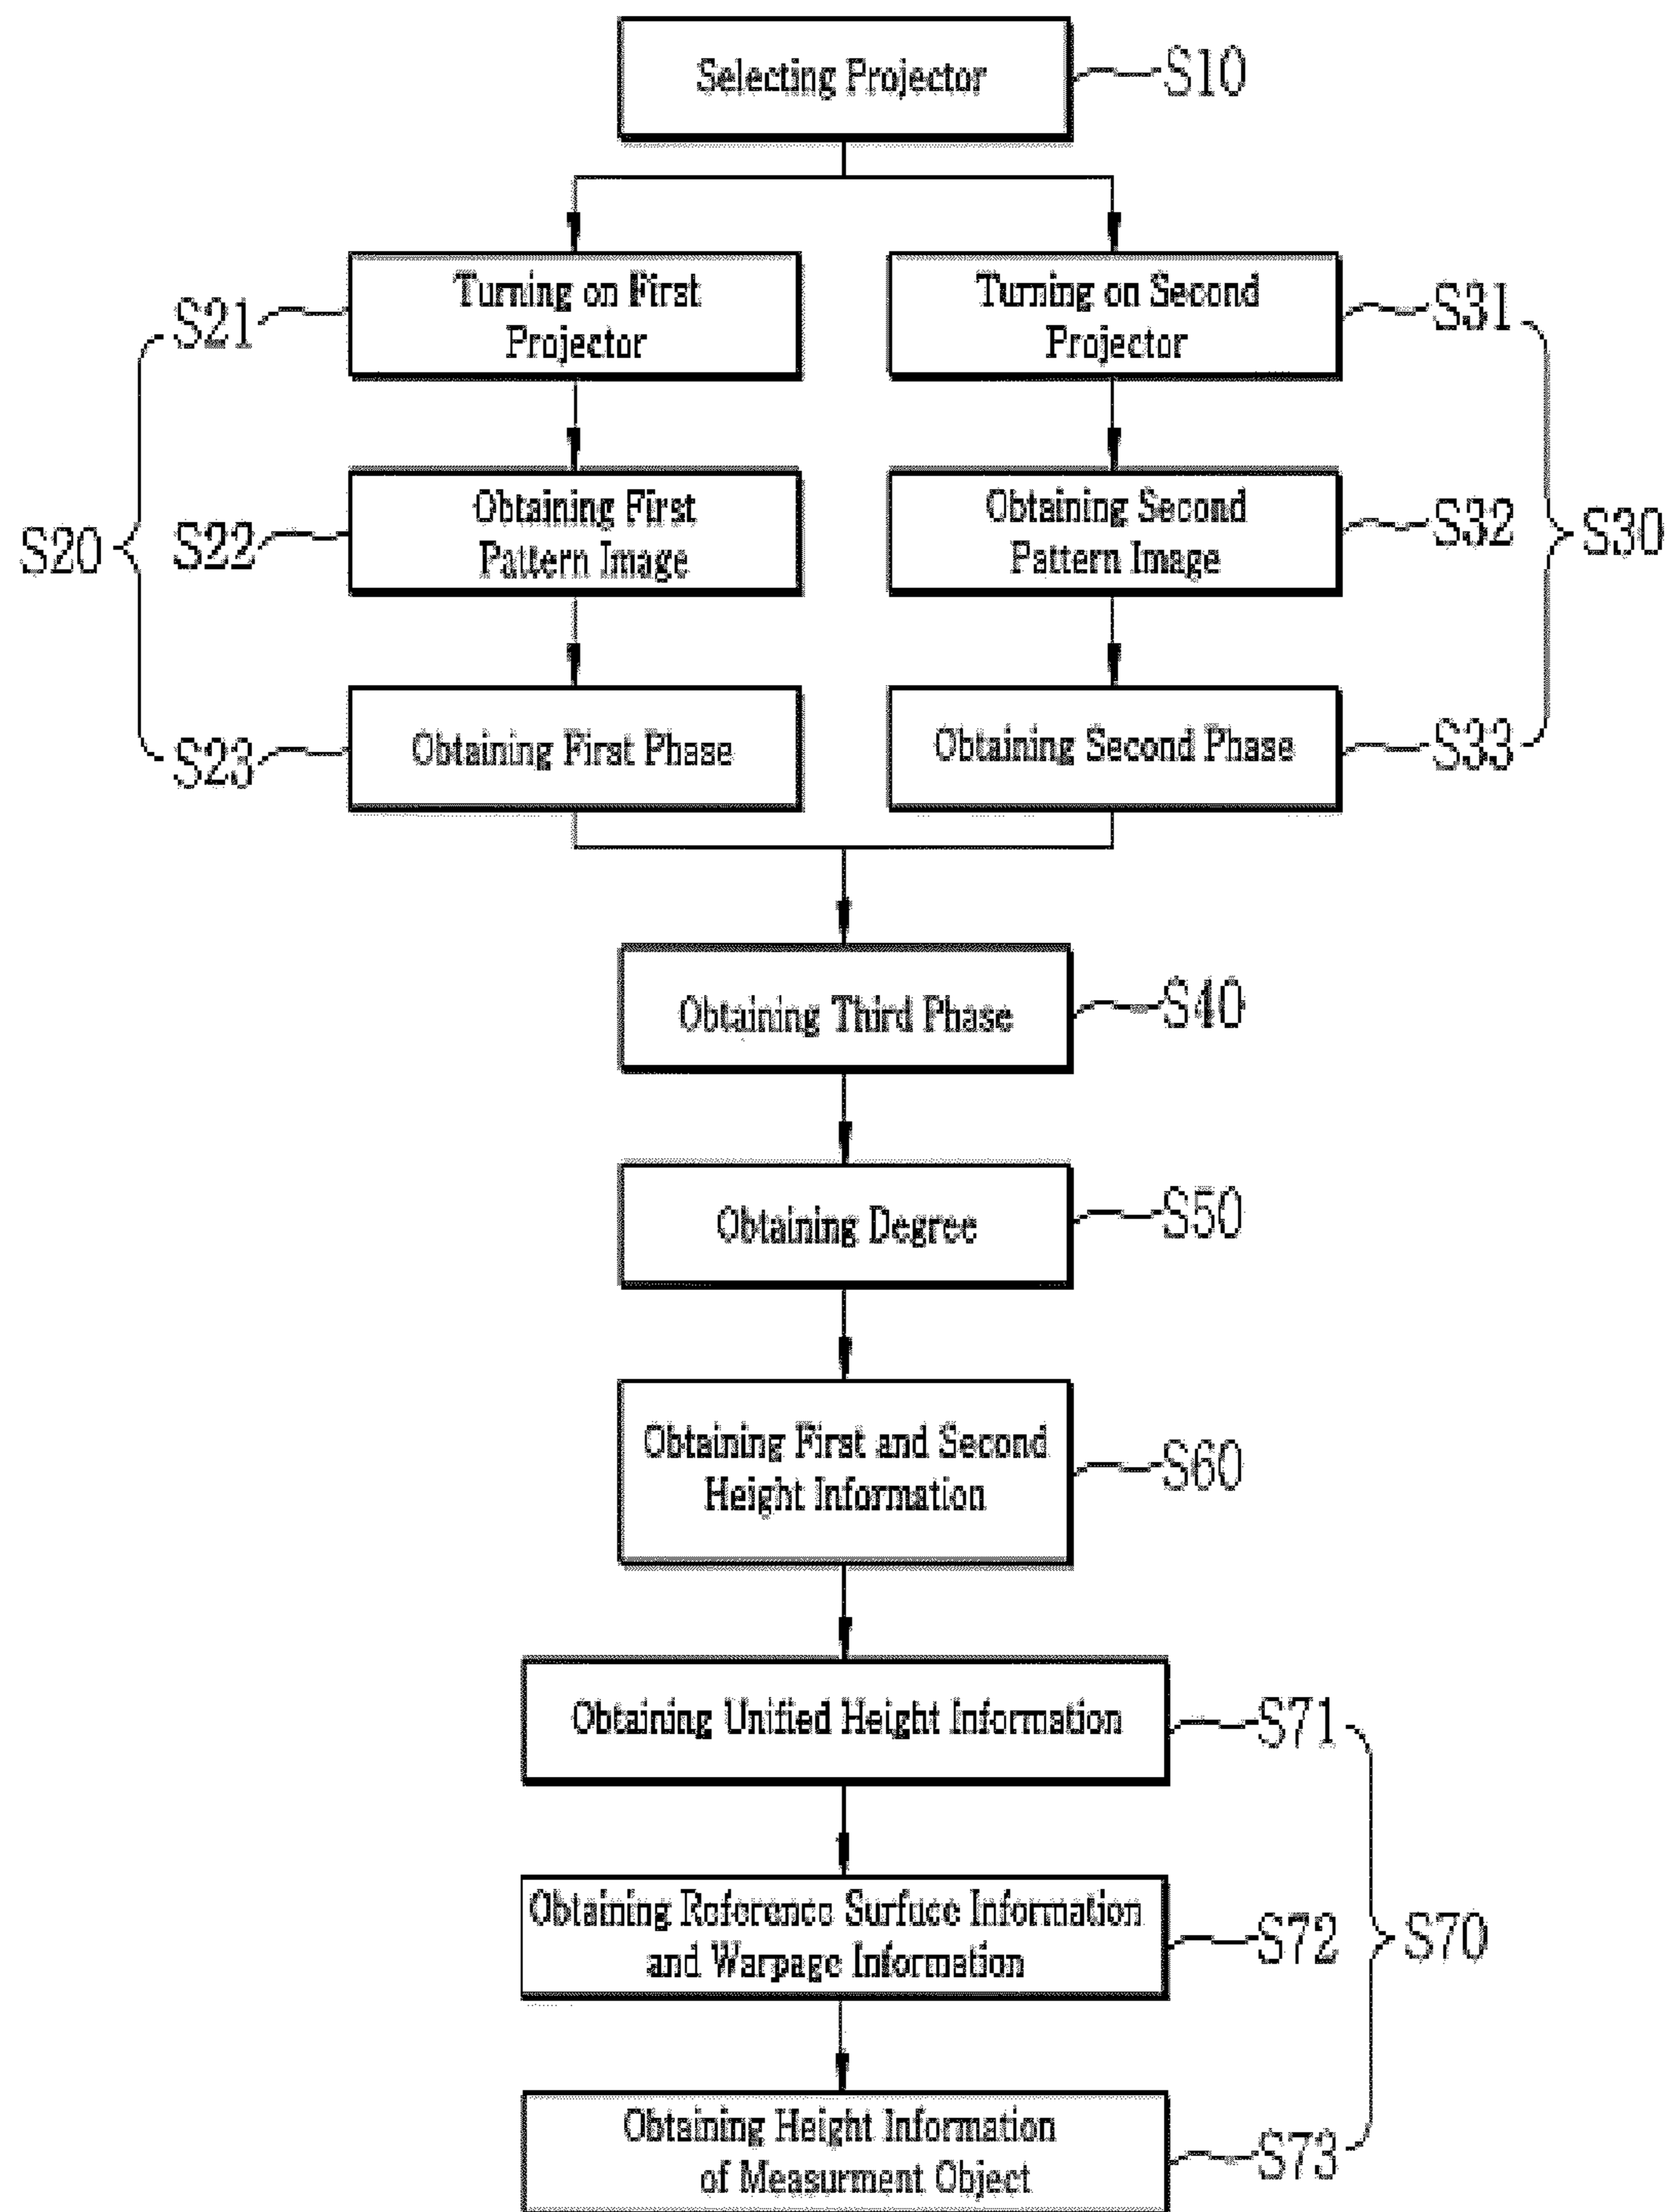 Selecting Projector
S10
Turning on First
Projector
S21
Turning on Second
Projector
S31
Obtaining First
Pattern Image
S22
S20
Obtaining Second
Pattern Image
S32
S30
Obtaining First Phase
S23
Obtaining Second Phase
S33
Obtaining Third Phase
S40
Obtaining Degree
S50
Obtaining First and Second
Height Information
S60
Obtaining Unified Height Information
S71
Obtaining Reference Surface Information
and Warpage Information
S72
S70
Obtaining Height Information
of Measurment Object
S73